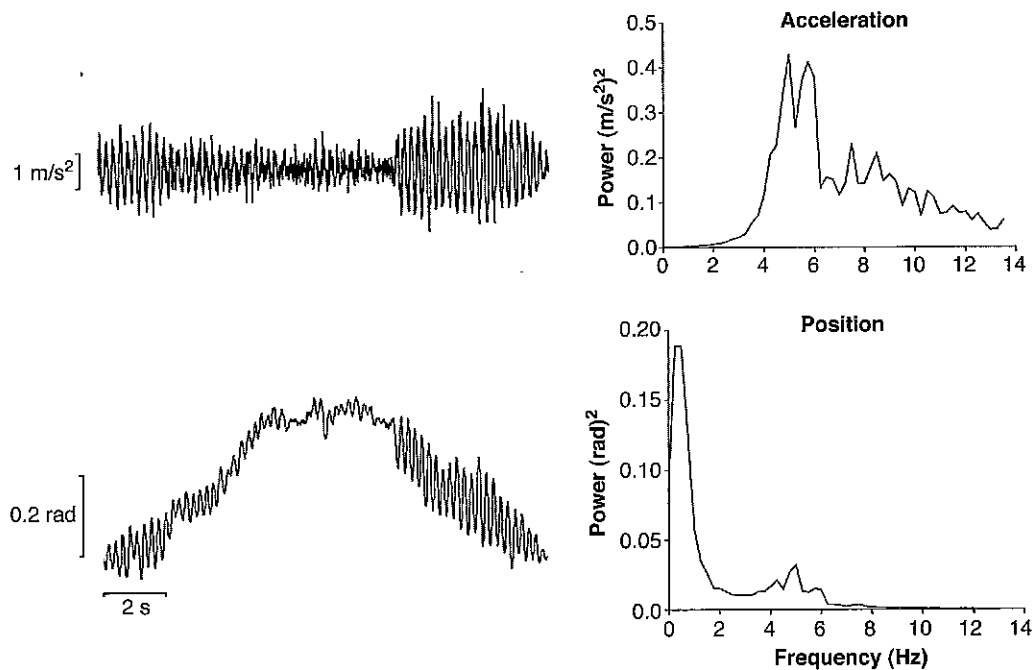 1 m/s²
Acceleration
Power (m/s²)²
0.5
0.4
0.3
0.2
0.1
0.0
0 2 4 6 8 10 12 14
0.2 rad
2 s
Position
Power (rad)²
0.20
0.15
0.10
0.05
0.0
0 2 4 6 8 10 12 14
Frequency (Hz)